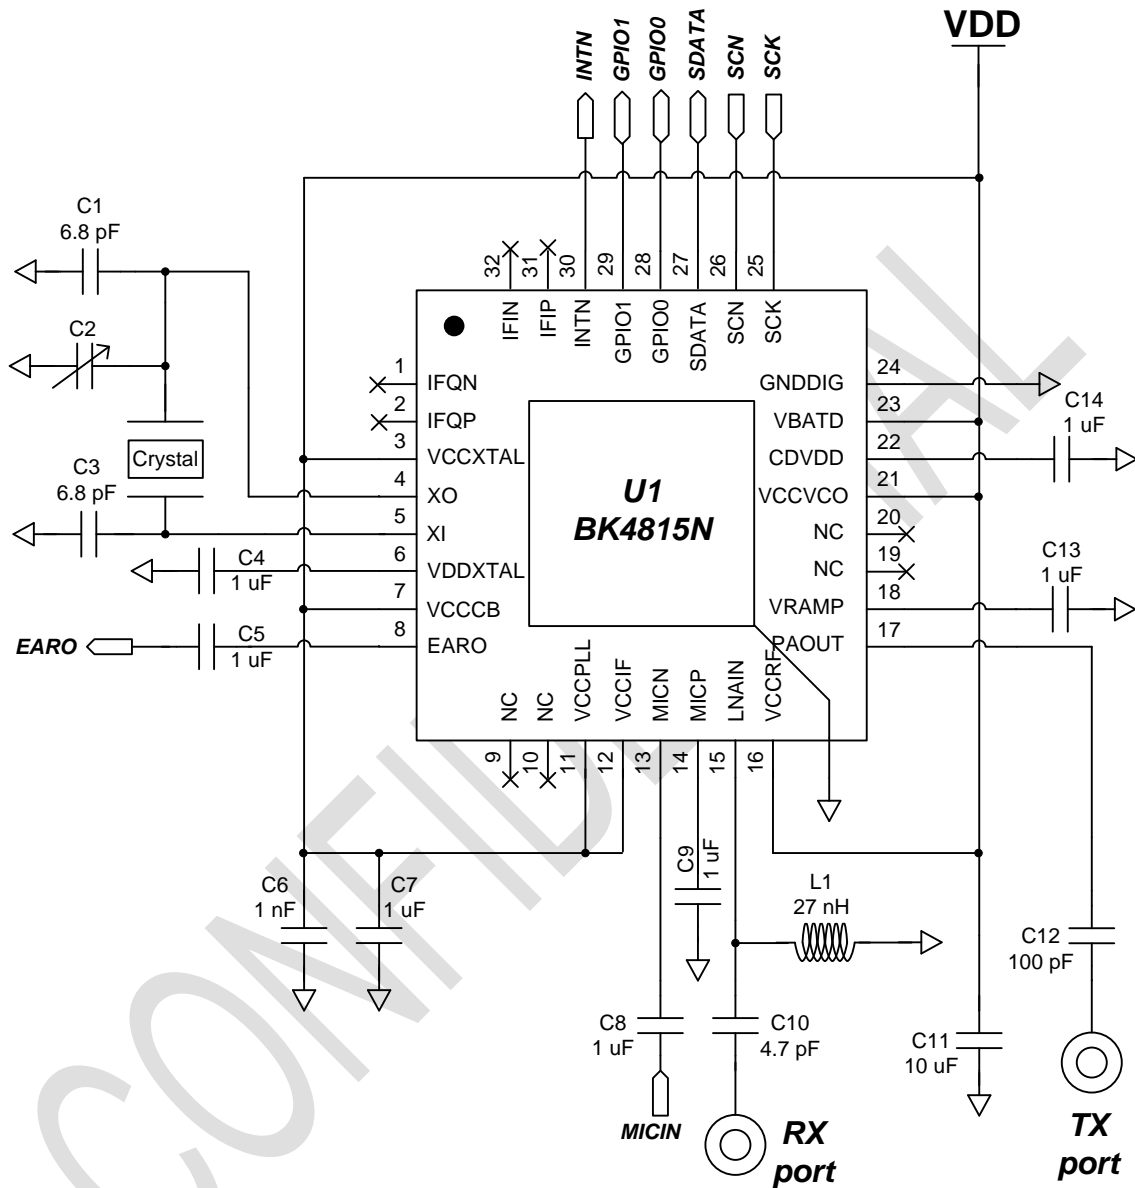 VDD
INTN
GPIO1
GPIO0
SDATA
SCN
SCK
C1
6.8 pF
C2
Crystal
C3
6.8 pF
C4
1 uF
C5
1 uF
EARO
32
31
30
29
28
27
26
25
IFIN
IFIP
INTN
GPIO1
GPIO0
SDATA
SCN
SCK
1
IFQN
2
IFQP
3
VCCXTAL
4
XO
5
XI
6
VDDXTAL
7
VCCCB
8
EARO
U1
BK4815N
24
GNDDIG
23
VBATD
22
CDVDD
21
VCCVCO
20
NC
19
NC
18
VRAMP
17
PAOUT
C14
1 uF
C13
1 uF
NC
NC
VCCPLL
VCCIF
MICN
MICP
LNAIN
VCCRF
9
10
11
12
13
14
15
16
C6
1 nF
C7
1 uF
C9
1 uF
L1
27 nH
C12
100 pF
C8
1 uF
C10
4.7 pF
C11
10 uF
MICIN
RX
port
TX
port
CONFIDENTIAL